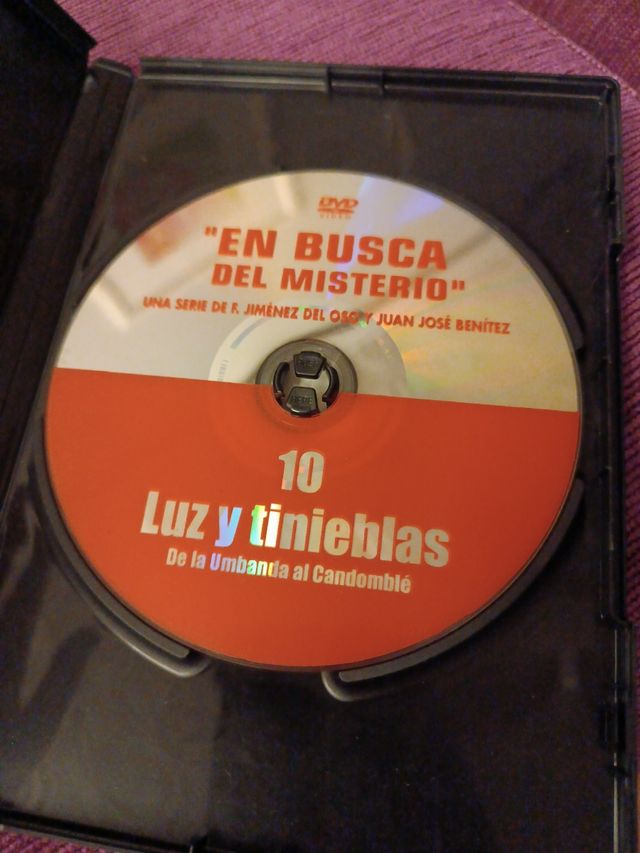 DVD
VIDEO
"EN BUSCA
DEL MISTERIO"
UNA SERIE DE F. JIMÉNEZ DEL OSO Y JUAN JOSÉ BENÍTEZ
10
Luz y tinieblas
De la Umbanda al Candomblé